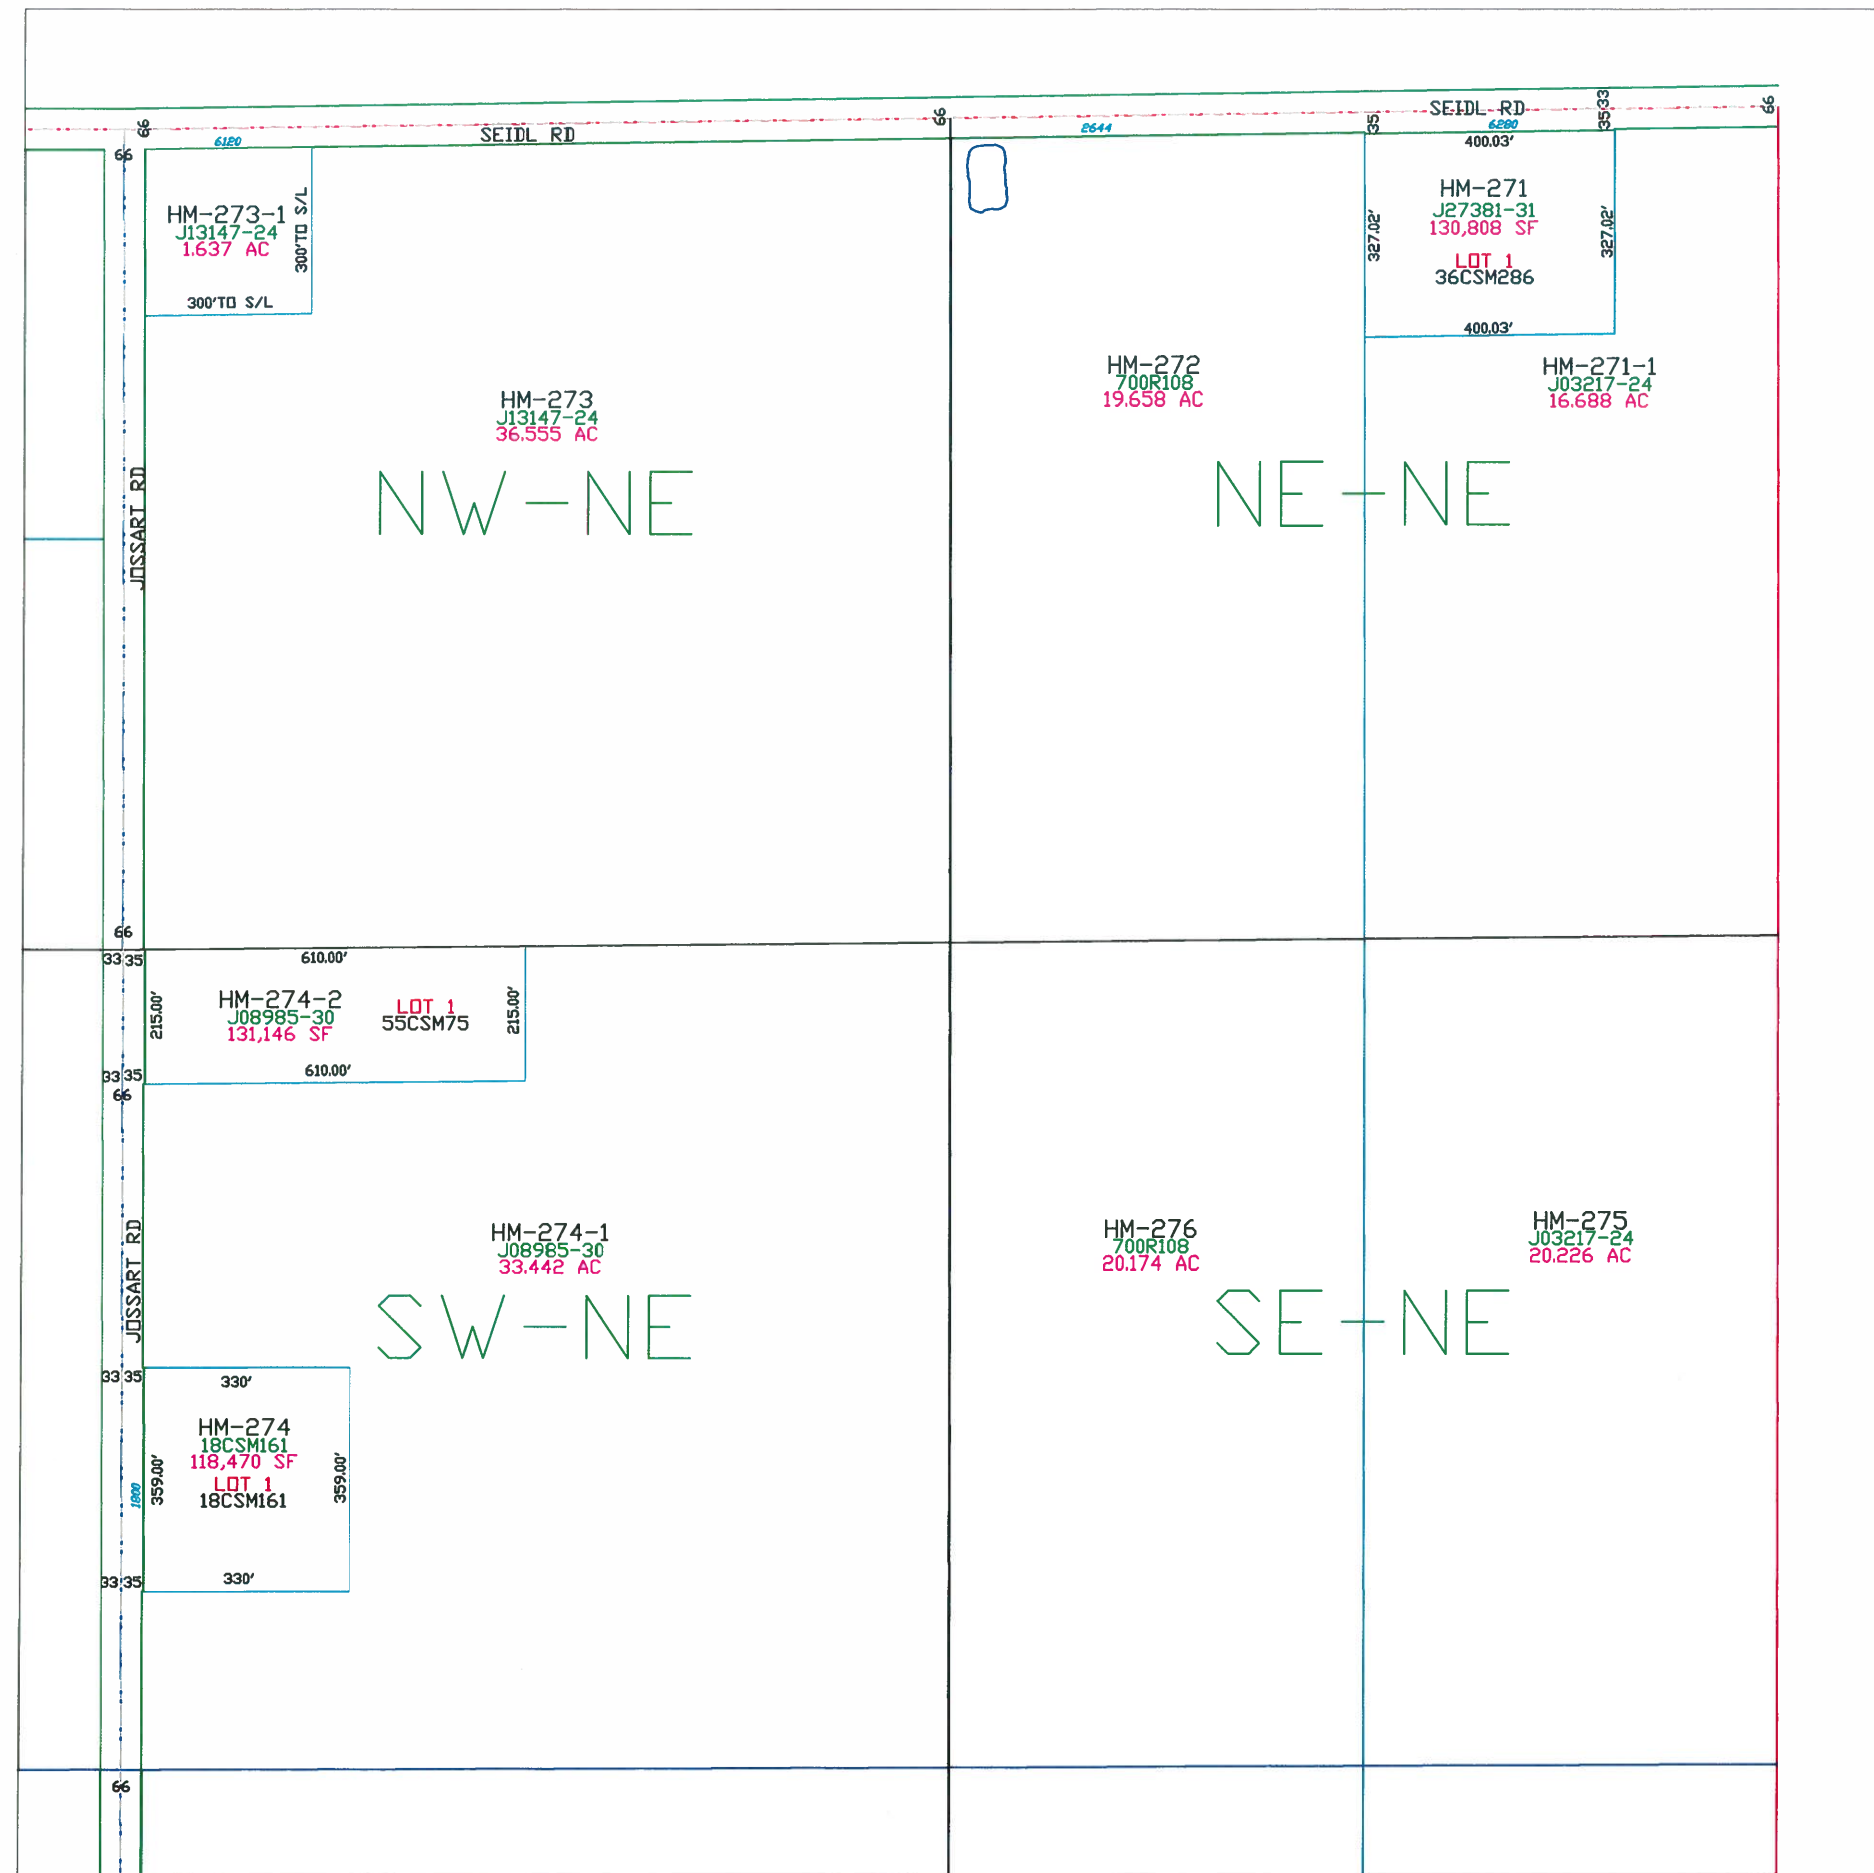 SEIDL RD
33
35
66
66
66
35
2644
6280
6120
SEIDL RD
66
400.03'
HM-273-1
J13147-24
1.637 AC
300'TO S/L
300'TO S/L
327.02'
HM-271
J27381-31
130,808 SF
LOT 1
36CSM286
327.02'
400.03'
HM-272
700R108
19.658 AC
HM-271-1
J03217-24
16.688 AC
HM-273
J13147-24
36.555 AC
NW-NE
NE-NE
JOSSART RD
66
33 35
610.00'
215.00'
HM-274-2
J08985-30
131,146 SF
LOT 1
55CSM75
215.00'
610.00'
33 35
66
HM-274-1
J08985-30
33.442 AC
HM-276
700R108
20.174 AC
HM-275
J03217-24
20.226 AC
JOSSART RD
SW-NE
SE-NE
33 35
330'
HM-274
18CSM161
118,470 SF
LOT 1
18CSM161
359.00'
359.00'
1800
33 35
330'
66